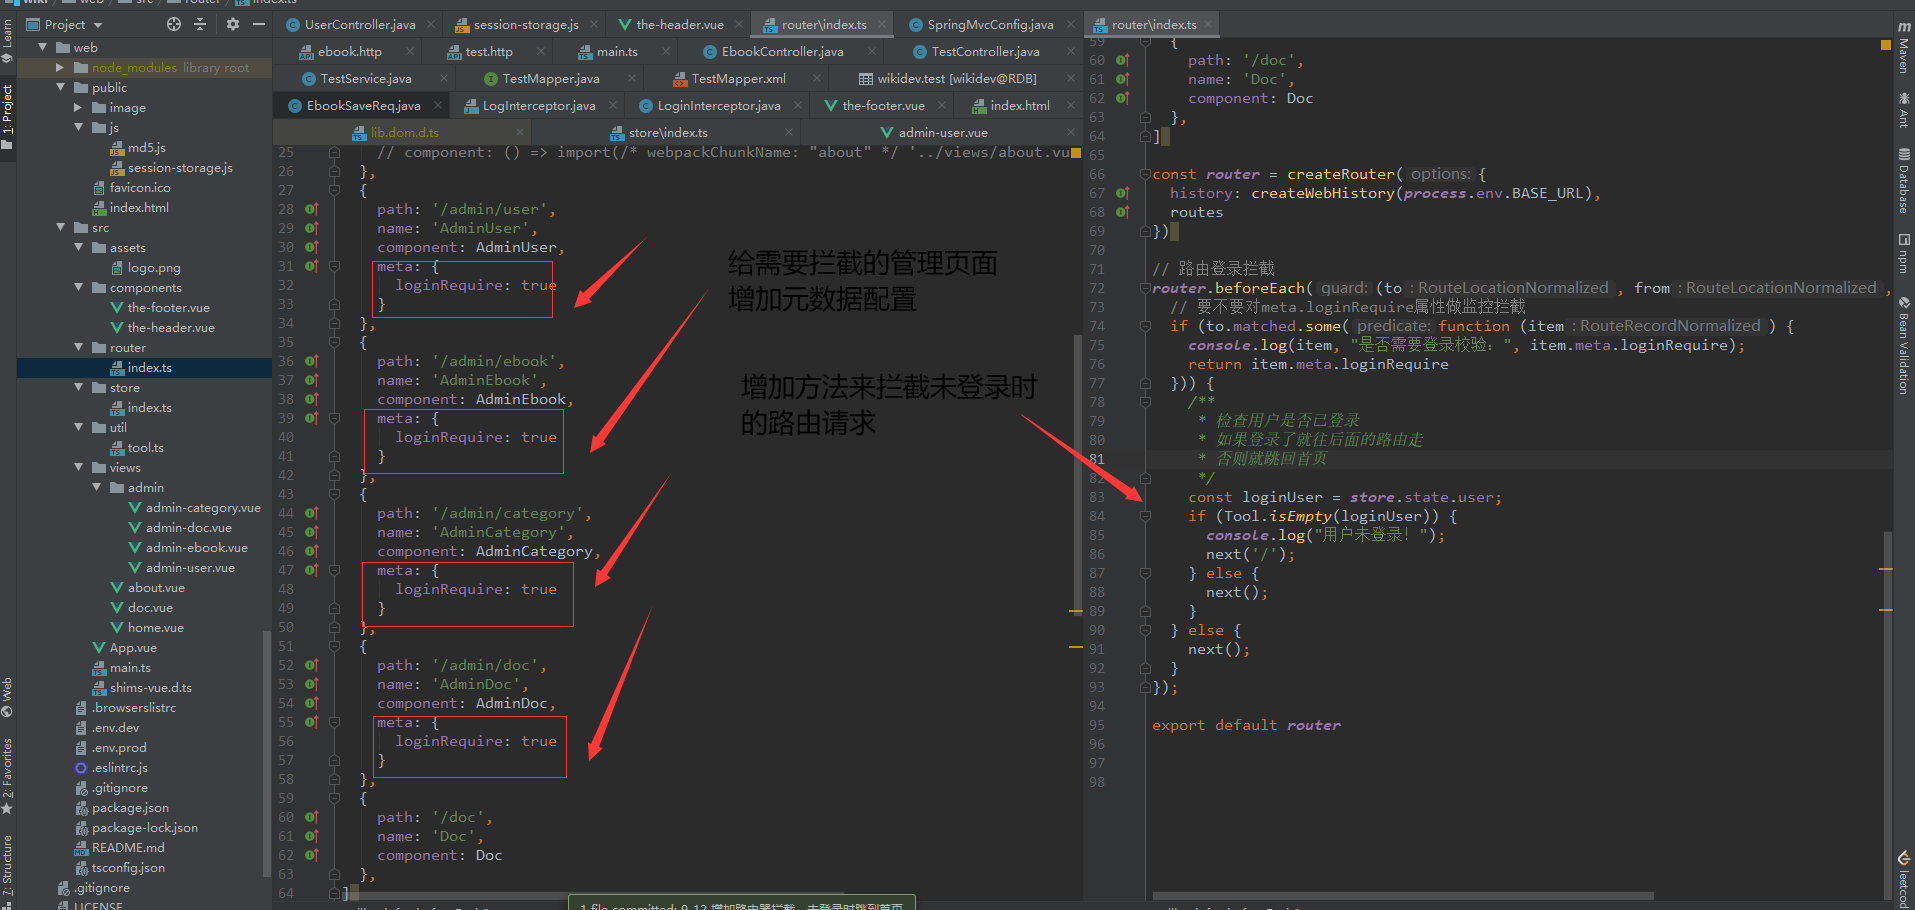 wiki web src router index.ts
Project
UserController.java session-storage.js the-header.vue router\index.ts SpringMvcConfig.java router\index.ts
ebook.http test.http main.ts EbookController.java TestController.java
TestService.java TestMapper.java TestMapper.xml wikidev.test [wikidev@RDB]
EbookSaveReq.java LogInterceptor.java LoginInterceptor.java the-footer.vue index.html
lib.dom.d.ts store\index.ts admin-user.vue
Learn
1: Project
Web
2: Favorites
7: Structure
web
node_modules library root
public
image
js
md5.js
session-storage.js
favicon.ico
index.html
src
assets
logo.png
components
the-footer.vue
the-header.vue
router
index.ts
store
index.ts
util
tool.ts
views
admin
admin-category.vue
admin-doc.vue
admin-ebook.vue
admin-user.vue
about.vue
doc.vue
home.vue
App.vue
main.ts
shims-vue.d.ts
.browserslistrc
.env.dev
.env.prod
.eslintrc.js
.gitignore
package.json
package-lock.json
README.md
tsconfig.json
.gitignore
LICENSE
25 // component: () => import(/* webpackChunkName: "about" */ '../views/about.vu
26 },
27 {
28 path: '/admin/user',
29 name: 'AdminUser',
30 component: AdminUser,
31 meta: {
32 loginRequire: true
33 }
34 },
35 {
36 path: '/admin/ebook',
37 name: 'AdminEbook',
38 component: AdminEbook,
39 meta: {
40 loginRequire: true
41 }
42 },
43 {
44 path: '/admin/category',
45 name: 'AdminCategory',
46 component: AdminCategory,
47 meta: {
48 loginRequire: true
49 }
50 },
51 {
52 path: '/admin/doc',
53 name: 'AdminDoc',
54 component: AdminDoc,
55 meta: {
56 loginRequire: true
57 }
58 },
59 {
60 path: '/doc',
61 name: 'Doc',
62 component: Doc
63 },
64 ]
给需要拦截的管理页面
增加元数据配置
增加方法来拦截未登录时
的路由请求
1 file committed: 9-12 增加路由器拦截，未登录时跳到首页
59 {
60 path: '/doc',
61 name: 'Doc',
62 component: Doc
63 },
64 ]
65
66 const router = createRouter( options: {
67 history: createWebHistory(process.env.BASE_URL),
68 routes
69 })
70
71 // 路由登录拦截
72 router.beforeEach( guard: (to : RouteLocationNormalized , from : RouteLocationNormalized ,
73 // 要不要对meta.loginRequire属性做监控拦截
74 if (to.matched.some( predicate: function (item : RouteRecordNormalized ) {
75 console.log(item, "是否需要登录校验：", item.meta.loginRequire);
76 return item.meta.loginRequire
77 })) {
78 /**
79 * 检查用户是否已登录
80 * 如果登录了就往后面的路由走
81 * 否则就跳回首页
82 */
83 const loginUser = store.state.user;
84 if (Tool.isEmpty(loginUser)) {
85 console.log("用户未登录！");
86 next('/');
87 } else {
88 next();
89 }
90 } else {
91 next();
92 }
93 });
94
95 export default router
96
97
98
Maven
Ant
Database
npm
Bean Validation
leetcod